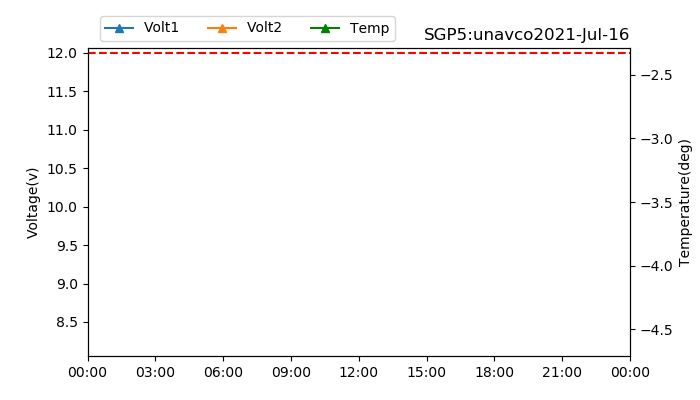 Volt1 Volt2 Temp
SGP5:unavco2021-Jul-16
12.0
11.5
11.0
10.5
10.0
9.5
9.0
8.5
Voltage(v)
−2.5
−3.0
−3.5
−4.0
−4.5
Temperature(deg)
00:00 03:00 06:00 09:00 12:00 15:00 18:00 21:00 00:00